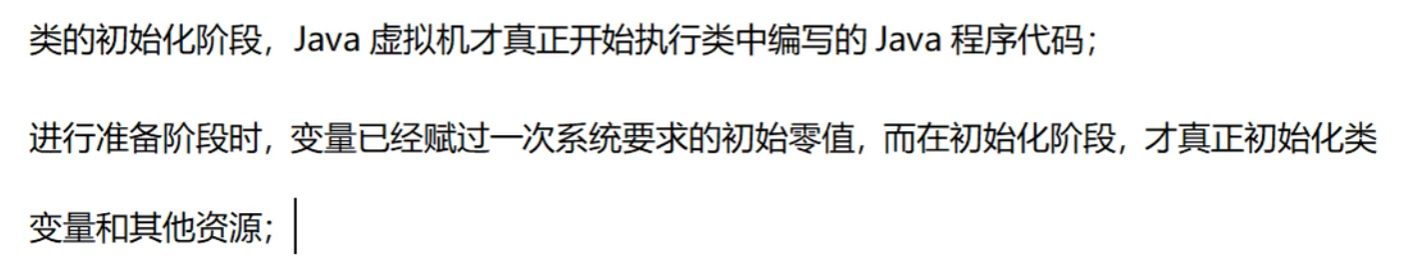 类的初始化阶段，Java 虚拟机才真正开始执行类中编写的 Java 程序代码；
进行准备阶段时，变量已经赋过一次系统要求的初始零值，而在初始化阶段，才真正初始化类
变量和其他资源；